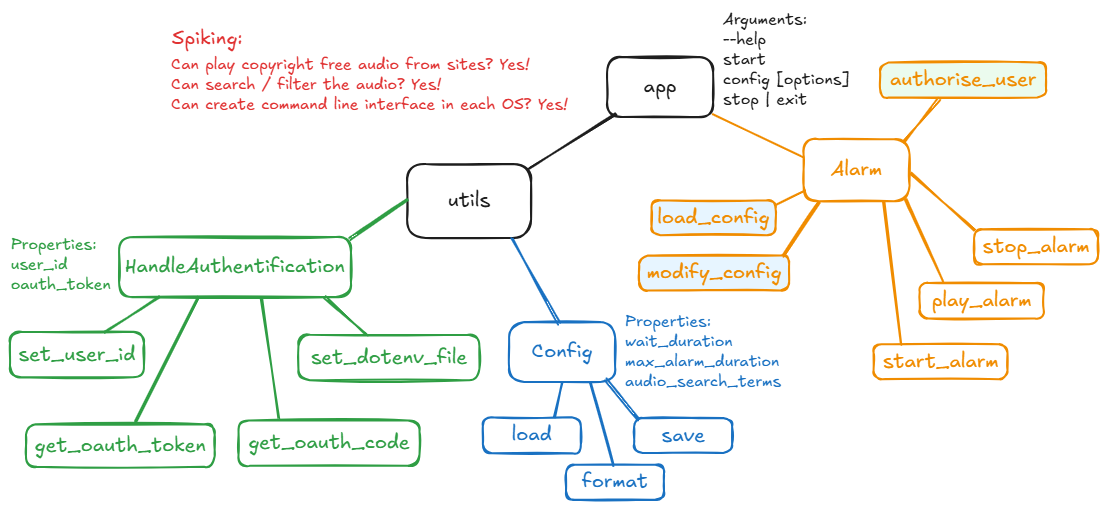 Spiking:
Can play copyright free audio from sites? Yes!
Can search / filter the audio? Yes!
Can create command line interface in each OS? Yes!
app
Arguments:
--help
start
config [options]
stop | exit
authorise_user
Alarm
load_config
modify_config
stop_alarm
play_alarm
start_alarm
utils
Properties:
user_id
oauth_token
HandleAuthentification
set_user_id
set_dotenv_file
get_oauth_token
get_oauth_code
Config
Properties:
wait_duration
max_alarm_duration
audio_search_terms
load
save
format